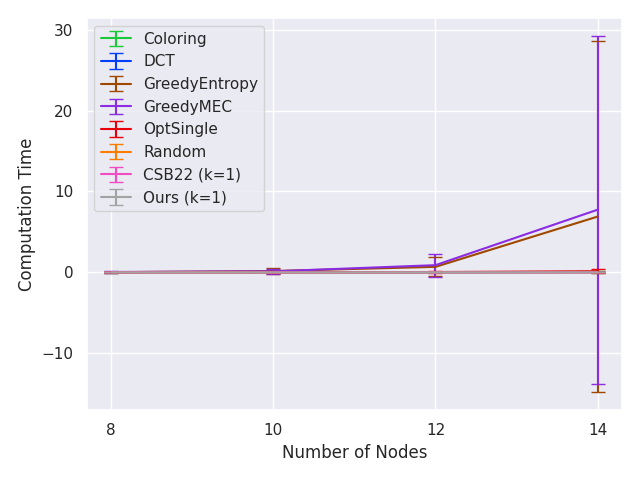 30
20
10
0
−10
Computation Time
Coloring
DCT
GreedyEntropy
GreedyMEC
OptSingle
Random
CSB22 (k=1)
Ours (k=1)
8
10
12
14
Number of Nodes